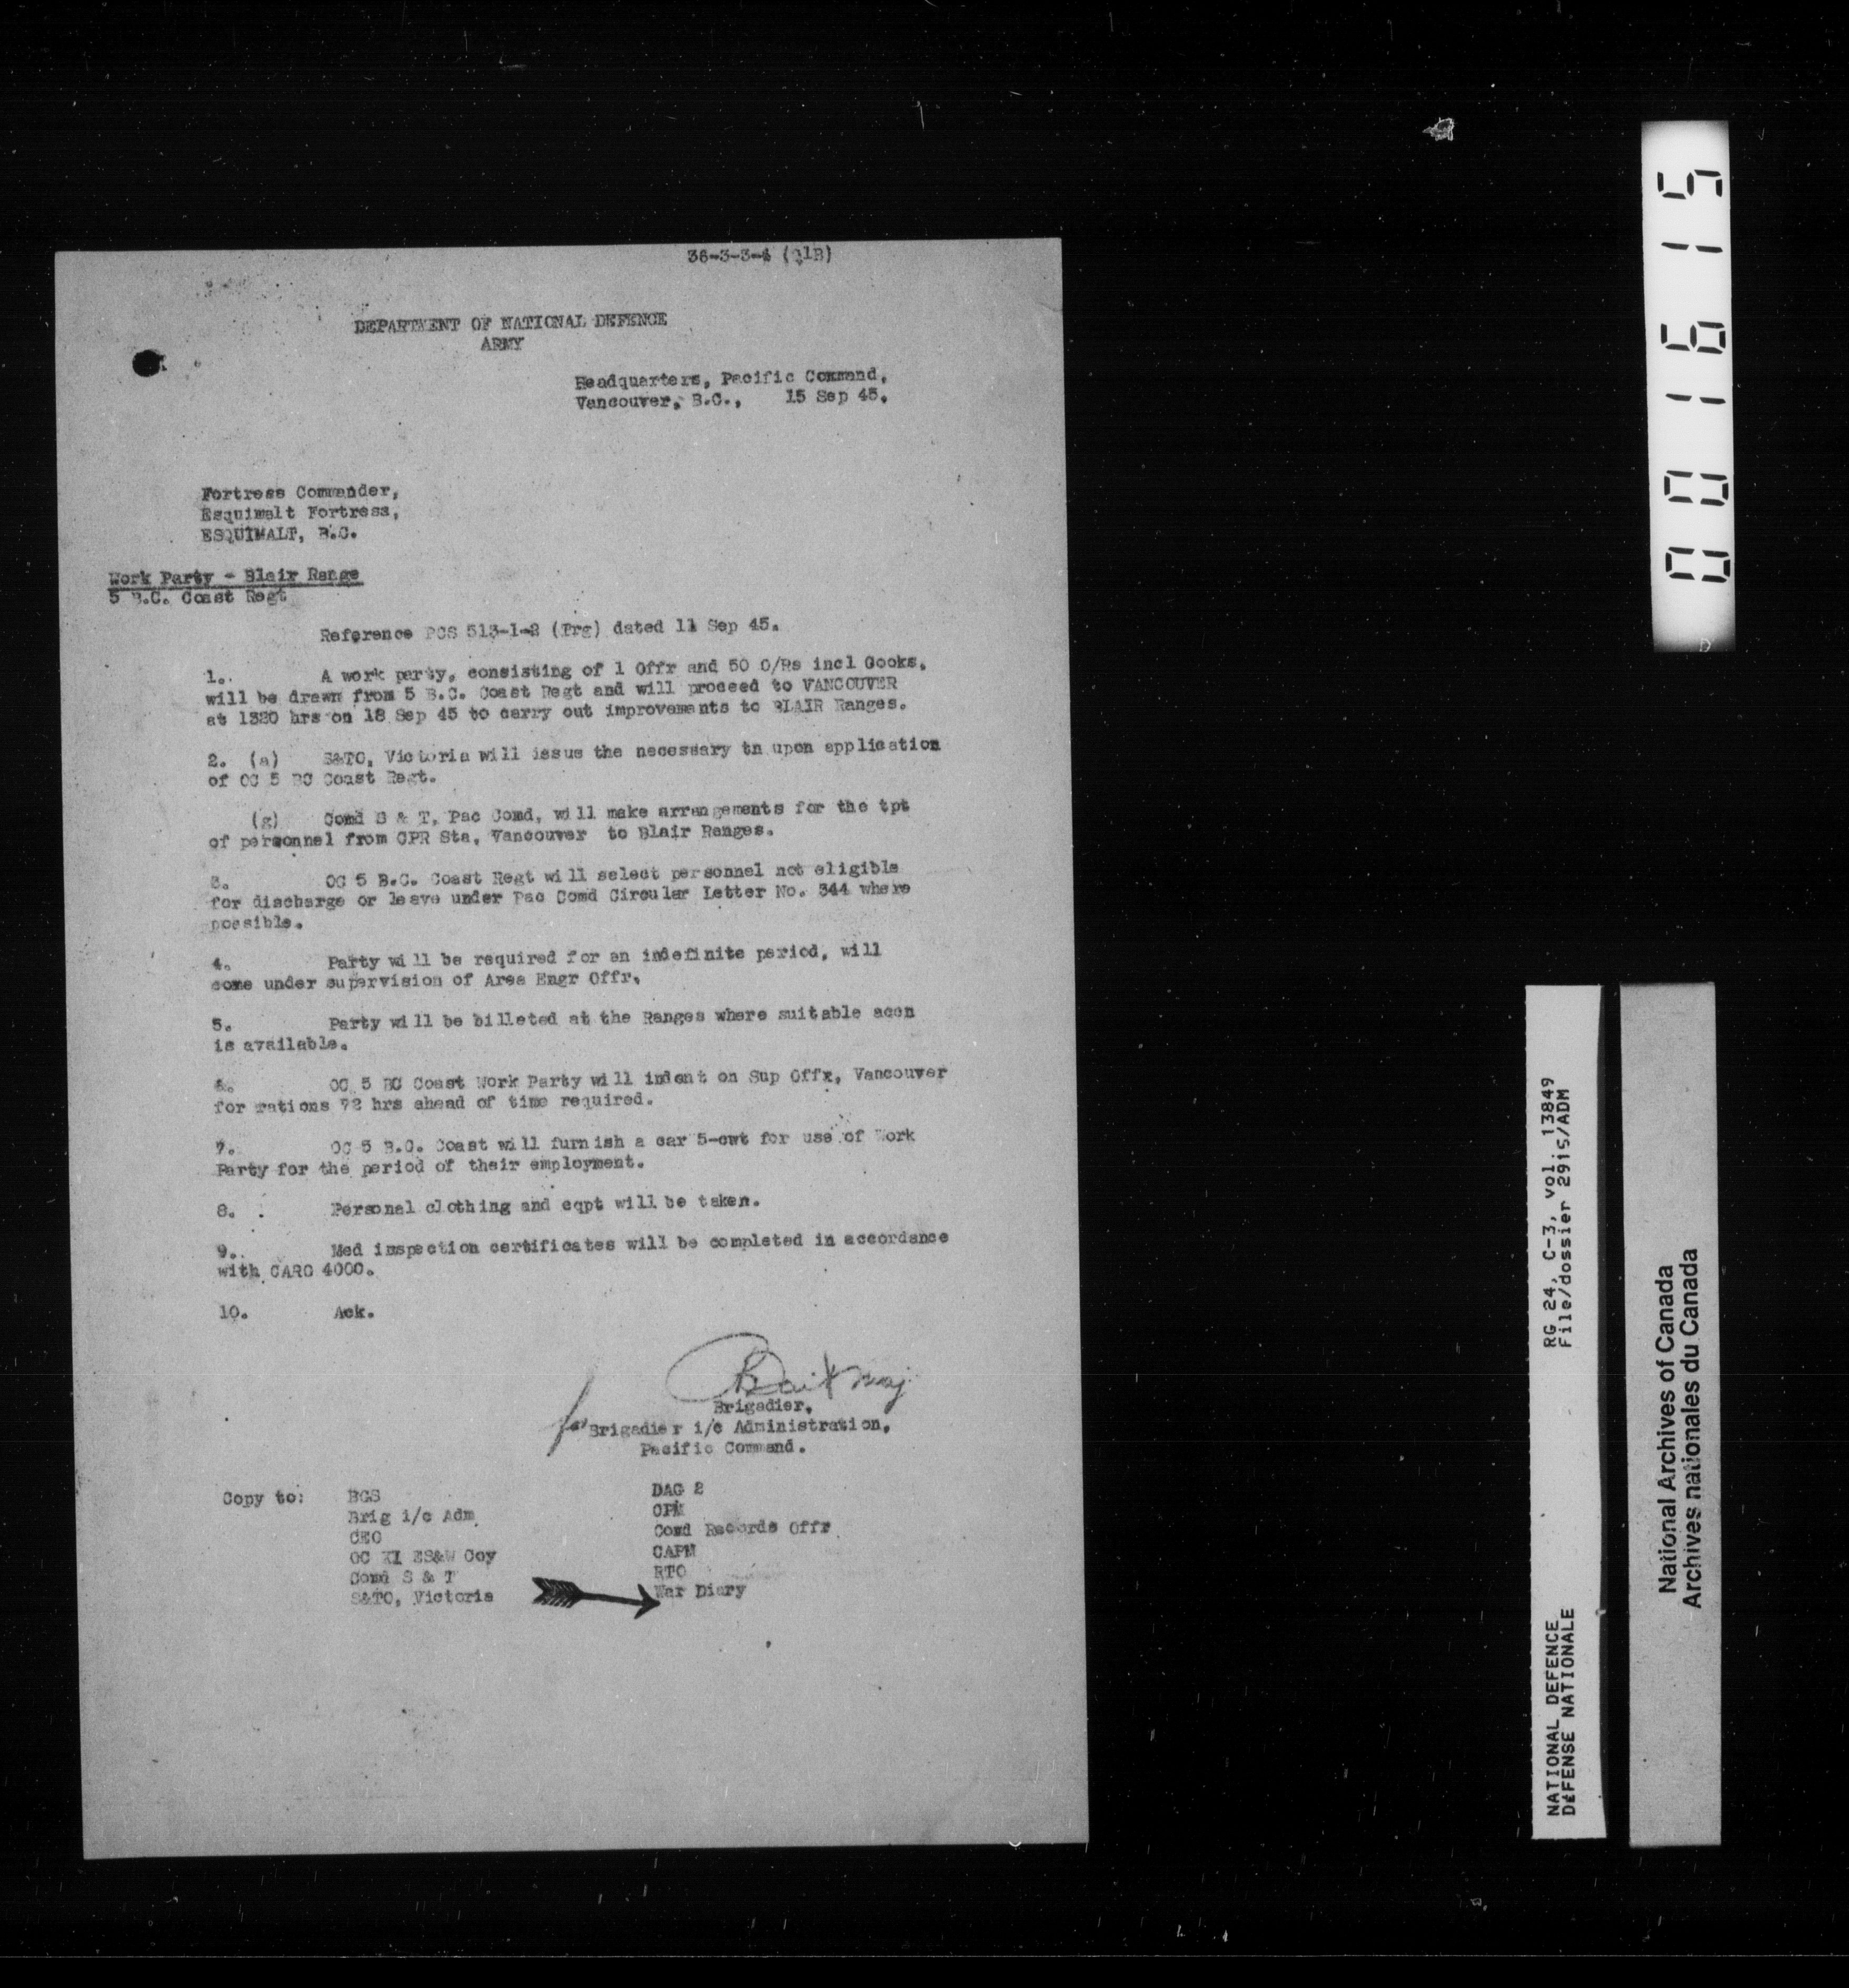 36-3-3-4 (Q1B)
DEPARTMENT OF NATIONAL DEFENCE
ARMY
Headquarters, Pacific Command,
Vancouver, B.C., 15 Sep 45.
Fortress Commander,
Esquimalt Fortress,
ESQUIMALT, B.C.
Work Party - Blair Range
5 B.C. Coast Regt
Reference PCS 513-1-2 (Trg) dated 11 Sep 45.
1. A work party, consisting of 1 Offr and 50 O/Rs incl Cooks,
will be drawn from 5 B.C. Coast Regt and will proceed to VANCOUVER
at 1320 hrs on 18 Sep 45 to carry out improvements to BLAIR Ranges.
2. (a) S&TO, Victoria will issue the necessary tn upon application
of OC 5 BC Coast Regt.
(g) Comd S & T, Pac Comd, will make arrangements for the tpt
of personnel from CPR Sta, Vancouver to Blair Ranges.
3. OC 5 B.C. Coast Regt will select personnel not eligible
for discharge or leave under Pac Comd Circular Letter No. 344 where
possible.
4. Party will be required for an indefinite period, will
come under supervision of Area Engr Offr.
5. Party will be billeted at the Ranges where suitable acon
is available.
6. OC 5 BC Coast Work Party will indent on Sup Offr, Vancouver
for rations 72 hrs ahead of time required.
7. OC 5 B.C. Coast will furnish a car 5-cwt for use of Work
Party for the period of their employment.
8. Personal clothing and eqpt will be taken.
9. Med inspection certificates will be completed in accordance
with CARO 4000.
10. Ack.
Maj
Brigadier,
for Brigadier i/c Administration,
Pacific Command.
Copy to: BGS DAG 2
Brig i/c Adm CPM
CEO Comd Records Offr
OC XI ES&W Coy CAPM
Comd S & T RTO
S&TO, Victoria War Diary
001615
RG 24, C-3, vol. 13849
File/dossier 2915/ADM
NATIONAL DEFENCE
DÉFENSE NATIONALE
National Archives of Canada
Archives nationales du Canada